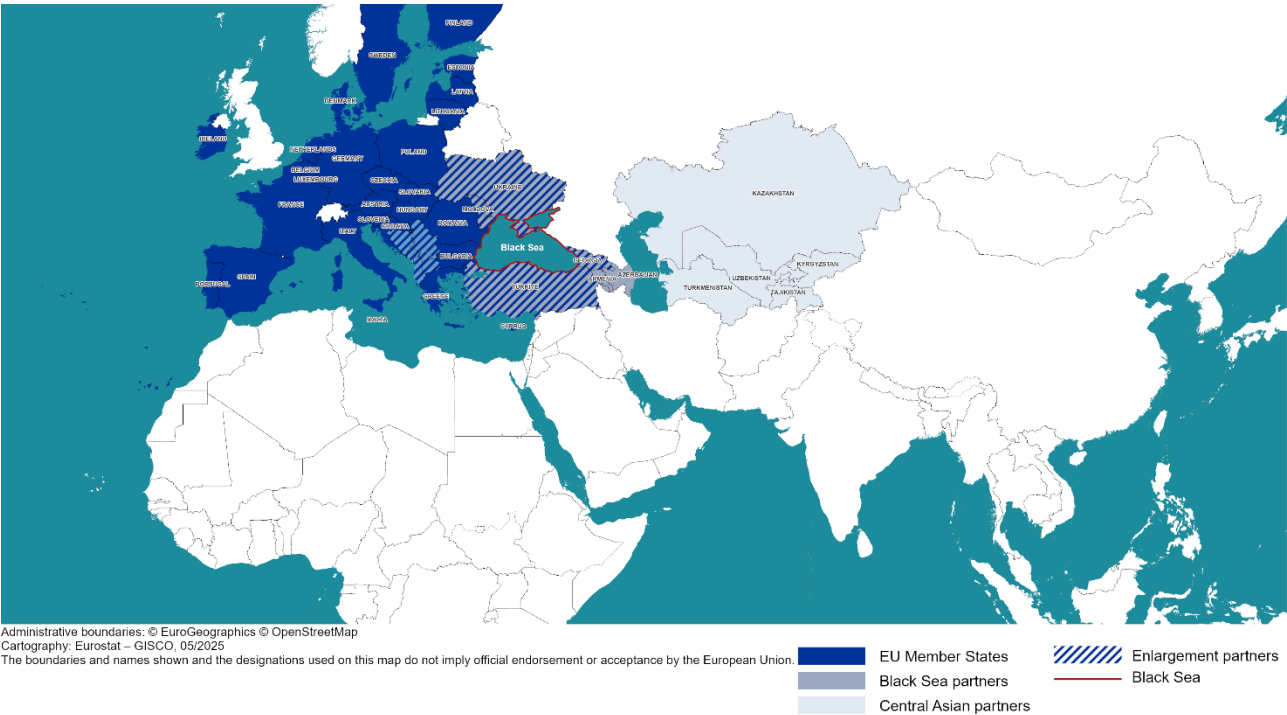 FINLAND
SWEDEN
ESTONIA
LATVIA
DENMARK
LITHUANIA
IRELAND
NETHERLANDS
POLAND
GERMANY
BELGIUM
LUXEMBOURG
CZECHIA
UKRAINE
SLOVAKIA
KAZAKHSTAN
FRANCE
AUSTRIA
HUNGARY
MOLDOVA
SLOVENIA
CROATIA
ROMANIA
ITALY
Black Sea
BULGARIA
GEORGIA
KYRGYZSTAN
SPAIN
ARMENIA
AZERBAIJAN
UZBEKISTAN
PORTUGAL
TÜRKİYE
TURKMENISTAN
TAJIKISTAN
GREECE
MALTA
CYPRUS
Administrative boundaries: © EuroGeographics © OpenStreetMap
Cartography: Eurostat – GISCO, 05/2025
The boundaries and names shown and the designations used on this map do not imply official endorsement or acceptance by the European Union.
EU Member States
Enlargement partners
Black Sea partners
Black Sea
Central Asian partners